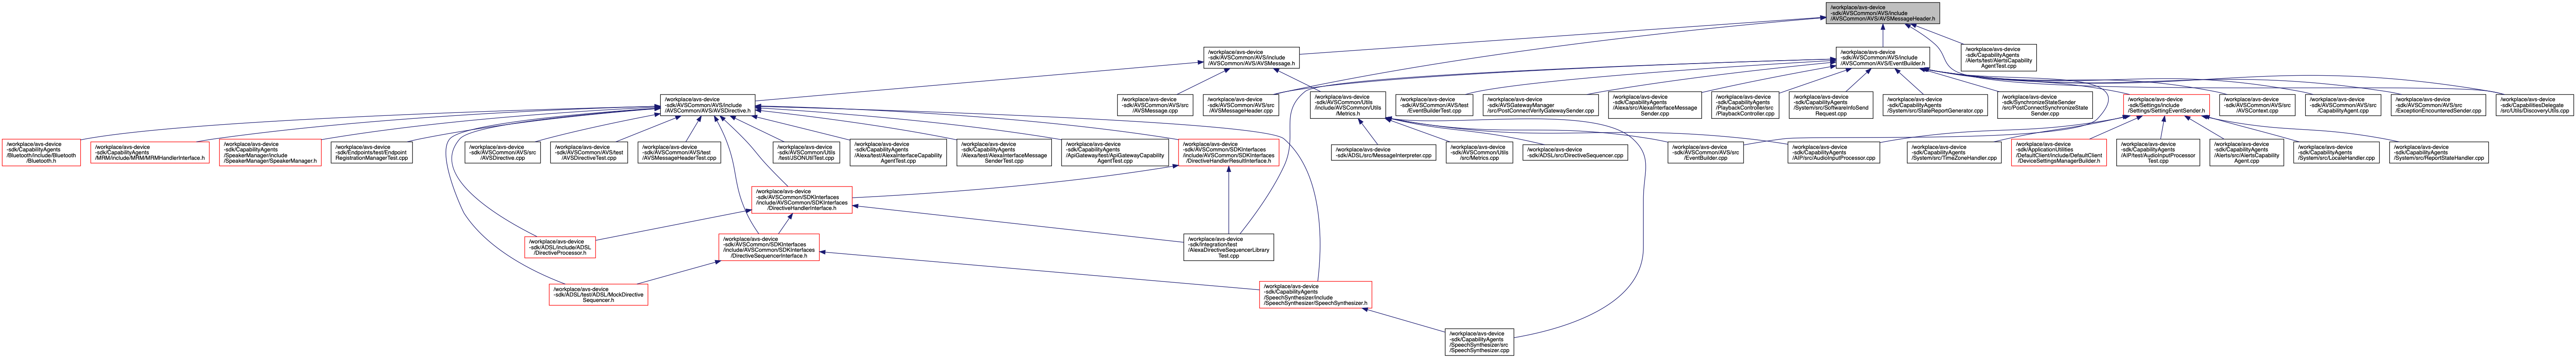 /workplace/avs-device
-sdk/AVSCommon/AVS/include
/AVSCommon/AVS/AVSMessageHeader.h
/workplace/avs-device
-sdk/AVSCommon/AVS/include
/AVSCommon/AVS/AVSMessage.h
/workplace/avs-device
-sdk/AVSCommon/AVS/include
/AVSCommon/AVS/EventBuilder.h
/workplace/avs-device
-sdk/CapabilityAgents
/Alerts/test/AlertsCapability
AgentTest.cpp
/workplace/avs-device
-sdk/AVSCommon/AVS/include
/AVSCommon/AVS/AVSDirective.h
/workplace/avs-device
-sdk/AVSCommon/AVS/src
/AVSMessage.cpp
/workplace/avs-device
-sdk/AVSCommon/AVS/src
/AVSMessageHeader.cpp
/workplace/avs-device
-sdk/AVSCommon/Utils
/include/AVSCommon/Utils
/Metrics.h
/workplace/avs-device
-sdk/AVSCommon/AVS/test
/EventBuilderTest.cpp
/workplace/avs-device
-sdk/AVSGatewayManager
/src/PostConnectVerifyGatewaySender.cpp
/workplace/avs-device
-sdk/CapabilityAgents
/Alexa/src/AlexaInterfaceMessage
Sender.cpp
/workplace/avs-device
-sdk/CapabilityAgents
/PlaybackController/src
/PlaybackController.cpp
/workplace/avs-device
-sdk/CapabilityAgents
/System/src/SoftwareInfoSend
Request.cpp
/workplace/avs-device
-sdk/CapabilityAgents
/System/src/StateReportGenerator.cpp
/workplace/avs-device
-sdk/SynchronizeStateSender
/src/PostConnectSynchronizeState
Sender.cpp
/workplace/avs-device
-sdk/Settings/include
/Settings/SettingEventSender.h
/workplace/avs-device
-sdk/AVSCommon/AVS/src
/AVSContext.cpp
/workplace/avs-device
-sdk/AVSCommon/AVS/src
/CapabilityAgent.cpp
/workplace/avs-device
-sdk/AVSCommon/AVS/src
/ExceptionEncounteredSender.cpp
/workplace/avs-device
-sdk/CapabilitiesDelegate
/src/Utils/DiscoveryUtils.cpp
/workplace/avs-device
-sdk/CapabilityAgents
/Bluetooth/include/Bluetooth
/Bluetooth.h
/workplace/avs-device
-sdk/CapabilityAgents
/MRM/include/MRM/MRMHandlerInterface.h
/workplace/avs-device
-sdk/CapabilityAgents
/SpeakerManager/include
/SpeakerManager/SpeakerManager.h
/workplace/avs-device
-sdk/Endpoints/test/Endpoint
RegistrationManagerTest.cpp
/workplace/avs-device
-sdk/AVSCommon/AVS/src
/AVSDirective.cpp
/workplace/avs-device
-sdk/AVSCommon/AVS/test
/AVSDirectiveTest.cpp
/workplace/avs-device
-sdk/AVSCommon/AVS/test
/AVSMessageHeaderTest.cpp
/workplace/avs-device
-sdk/AVSCommon/Utils
/test/JSONUtilTest.cpp
/workplace/avs-device
-sdk/CapabilityAgents
/Alexa/test/AlexaInterfaceCapability
AgentTest.cpp
/workplace/avs-device
-sdk/CapabilityAgents
/Alexa/test/AlexaInterfaceMessage
SenderTest.cpp
/workplace/avs-device
-sdk/CapabilityAgents
/ApiGateway/test/ApiGatewayCapability
AgentTest.cpp
/workplace/avs-device
-sdk/AVSCommon/SDKInterfaces
/include/AVSCommon/SDKInterfaces
/DirectiveHandlerResultInterface.h
/workplace/avs-device
-sdk/ADSL/src/MessageInterpreter.cpp
/workplace/avs-device
-sdk/AVSCommon/Utils
/src/Metrics.cpp
/workplace/avs-device
-sdk/ADSL/src/DirectiveSequencer.cpp
/workplace/avs-device
-sdk/AVSCommon/AVS/src
/EventBuilder.cpp
/workplace/avs-device
-sdk/CapabilityAgents
/AIP/src/AudioInputProcessor.cpp
/workplace/avs-device
-sdk/CapabilityAgents
/System/src/TimeZoneHandler.cpp
/workplace/avs-device
-sdk/ApplicationUtilities
/DefaultClient/include/DefaultClient
/DeviceSettingsManagerBuilder.h
/workplace/avs-device
-sdk/CapabilityAgents
/AIP/test/AudioInputProcessor
Test.cpp
/workplace/avs-device
-sdk/CapabilityAgents
/Alerts/src/AlertsCapability
Agent.cpp
/workplace/avs-device
-sdk/CapabilityAgents
/System/src/LocaleHandler.cpp
/workplace/avs-device
-sdk/CapabilityAgents
/System/src/ReportStateHandler.cpp
/workplace/avs-device
-sdk/AVSCommon/SDKInterfaces
/include/AVSCommon/SDKInterfaces
/DirectiveHandlerInterface.h
/workplace/avs-device
-sdk/ADSL/include/ADSL
/DirectiveProcessor.h
/workplace/avs-device
-sdk/AVSCommon/SDKInterfaces
/include/AVSCommon/SDKInterfaces
/DirectiveSequencerInterface.h
/workplace/avs-device
-sdk/Integration/test
/AlexaDirectiveSequencerLibrary
Test.cpp
/workplace/avs-device
-sdk/ADSL/test/ADSL/MockDirective
Sequencer.h
/workplace/avs-device
-sdk/CapabilityAgents
/SpeechSynthesizer/include
/SpeechSynthesizer/SpeechSynthesizer.h
/workplace/avs-device
-sdk/CapabilityAgents
/SpeechSynthesizer/src
/SpeechSynthesizer.cpp